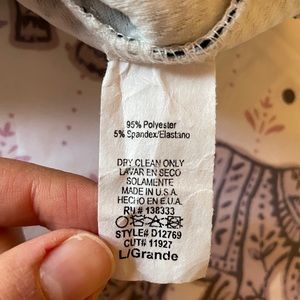 95% Polyester
5% Spandex/Elastano
DRY CLEAN ONLY
LAVAR EN SECO
SOLAMENTE
MADE IN U.S.A.
HECHO EN E.U.A.
RN# 138333
STYLE# D12769
CUT# 11927
L/Grande